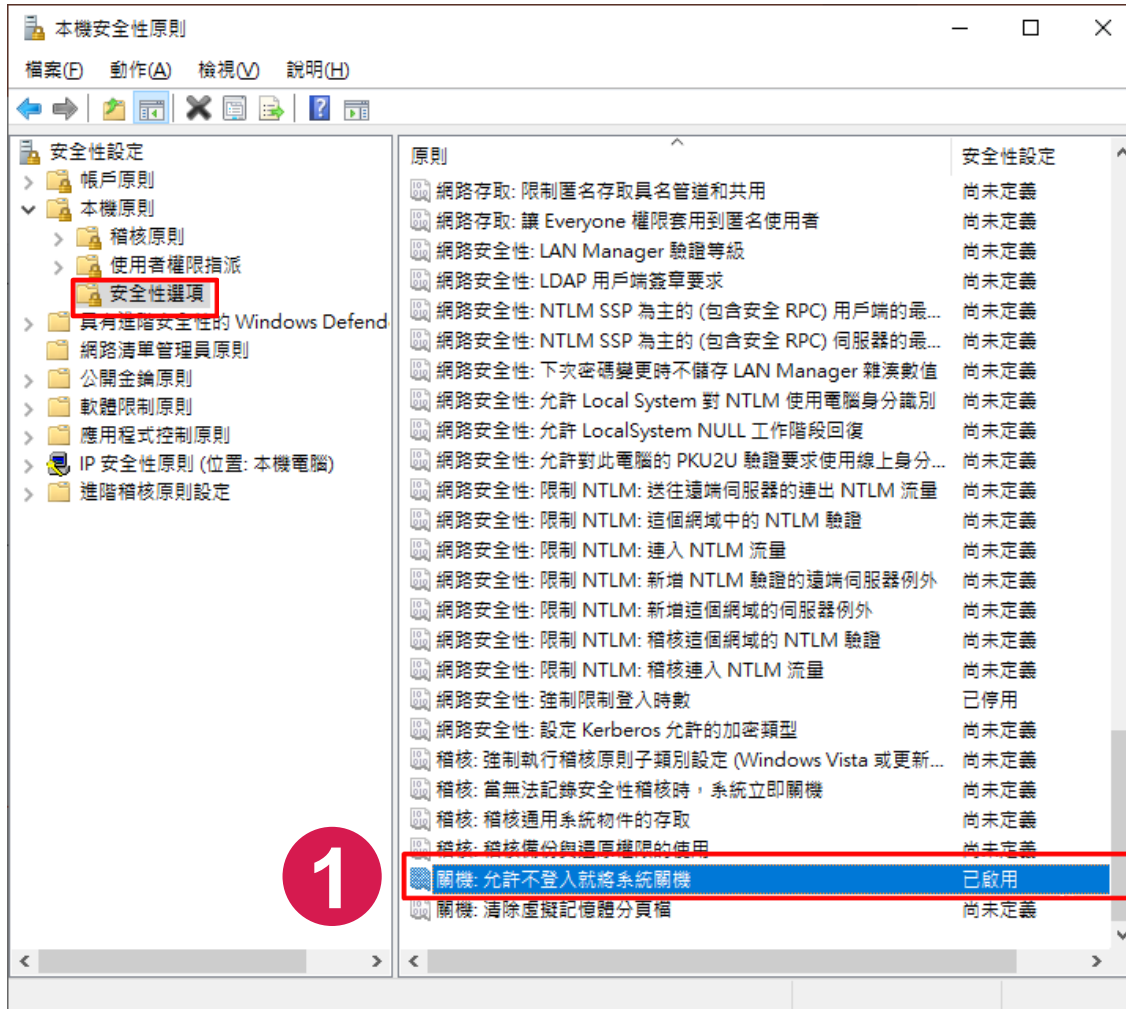 本機安全性原則
檔案(F) 動作(A) 檢視(V) 說明(H)
安全性設定
帳戶原則
本機原則
稽核原則
使用者權限指派
安全性選項
具有進階安全性的 Windows Defend
網路清單管理員原則
公開金鑰原則
軟體限制原則
應用程式控制原則
IP 安全性原則 (位置: 本機電腦)
進階稽核原則設定
原則 安全性設定
網路存取: 限制匿名存取具名管道和共用 尚未定義
網路存取: 讓 Everyone 權限套用到匿名使用者 尚未定義
網路安全性: LAN Manager 驗證等級 尚未定義
網路安全性: LDAP 用戶端簽章要求 尚未定義
網路安全性: NTLM SSP 為主的 (包含安全 RPC) 用戶端的最... 尚未定義
網路安全性: NTLM SSP 為主的 (包含安全 RPC) 伺服器的最... 尚未定義
網路安全性: 下次密碼變更時不儲存 LAN Manager 雜湊數值 尚未定義
網路安全性: 允許 Local System 對 NTLM 使用電腦身分識別 尚未定義
網路安全性: 允許 LocalSystem NULL 工作階段回復 尚未定義
網路安全性: 允許對此電腦的 PKU2U 驗證要求使用線上身分... 尚未定義
網路安全性: 限制 NTLM: 送往遠端伺服器的連出 NTLM 流量 尚未定義
網路安全性: 限制 NTLM: 這個網域中的 NTLM 驗證 尚未定義
網路安全性: 限制 NTLM: 連入 NTLM 流量 尚未定義
網路安全性: 限制 NTLM: 新增 NTLM 驗證的遠端伺服器例外 尚未定義
網路安全性: 限制 NTLM: 新增這個網域的伺服器例外 尚未定義
網路安全性: 限制 NTLM: 稽核這個網域的 NTLM 驗證 尚未定義
網路安全性: 限制 NTLM: 稽核連入 NTLM 流量 尚未定義
網路安全性: 強制限制登入時數 已停用
網路安全性: 設定 Kerberos 允許的加密類型 尚未定義
稽核: 強制執行稽核原則子類別設定 (Windows Vista 或更新... 尚未定義
稽核: 當無法記錄安全性稽核時，系統立即關機 尚未定義
稽核: 稽核通用系統物件的存取 尚未定義
稽核: 稽核備份與還原權限的使用 尚未定義
1
關機: 允許不登入就將系統關機 已啟用
關機: 清除虛擬記憶體分頁檔 尚未定義